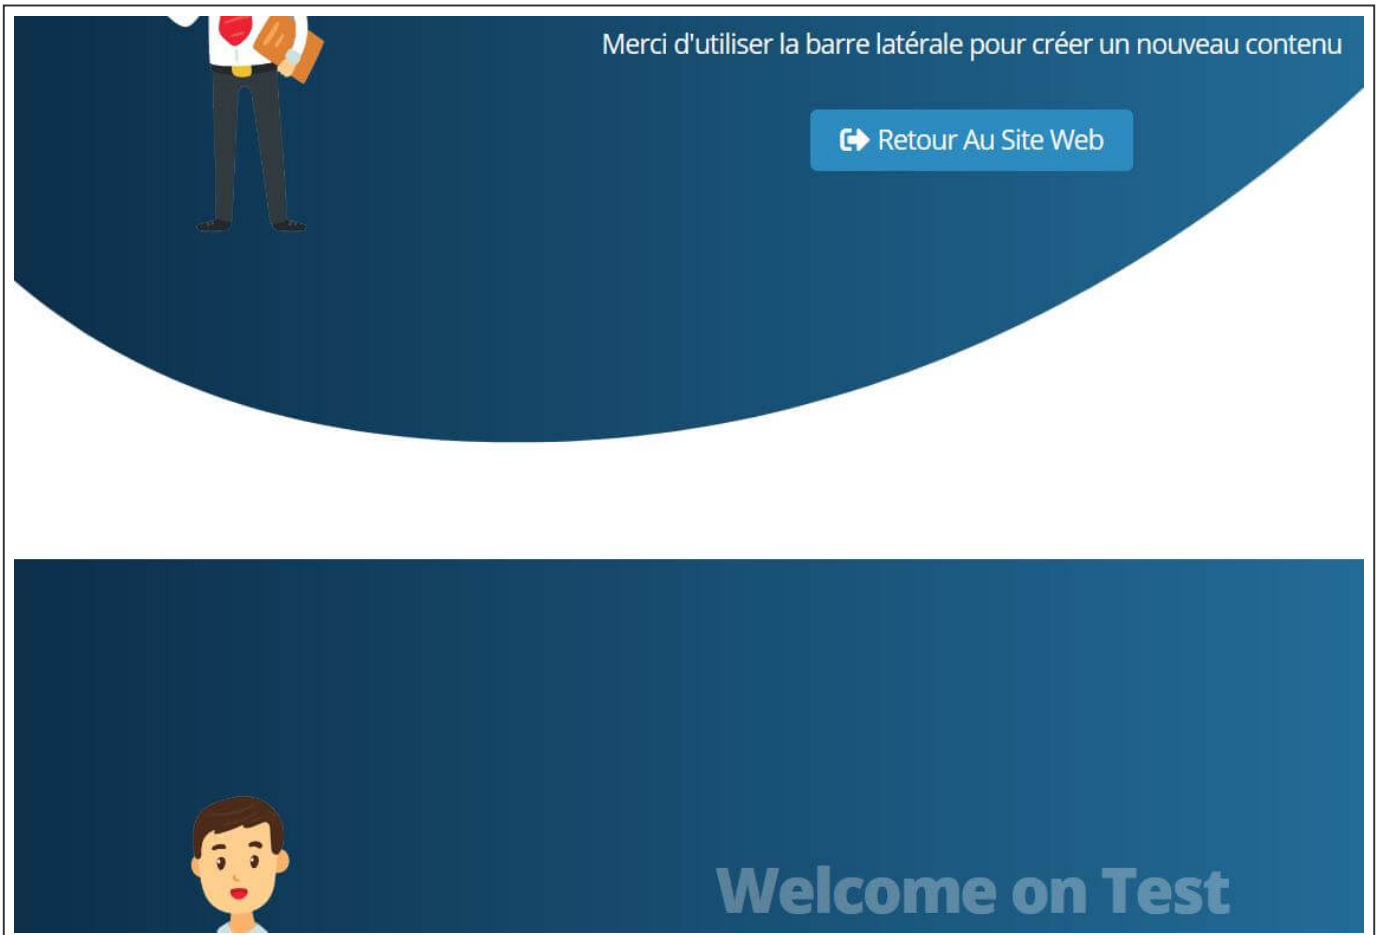 Merci d'utiliser la barre latérale pour créer un nouveau contenu
Retour Au Site Web
Welcome on Test